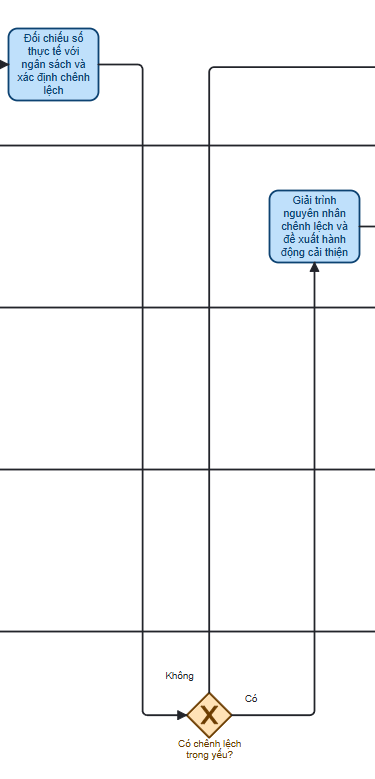 Đối chiếu số
thực tế với
ngân sách và
xác định chênh
lệch
Giải trình
nguyên nhân
chênh lệch và
đề xuất hành
động cải thiện
Không
Có
Có chênh lệch
trọng yếu?